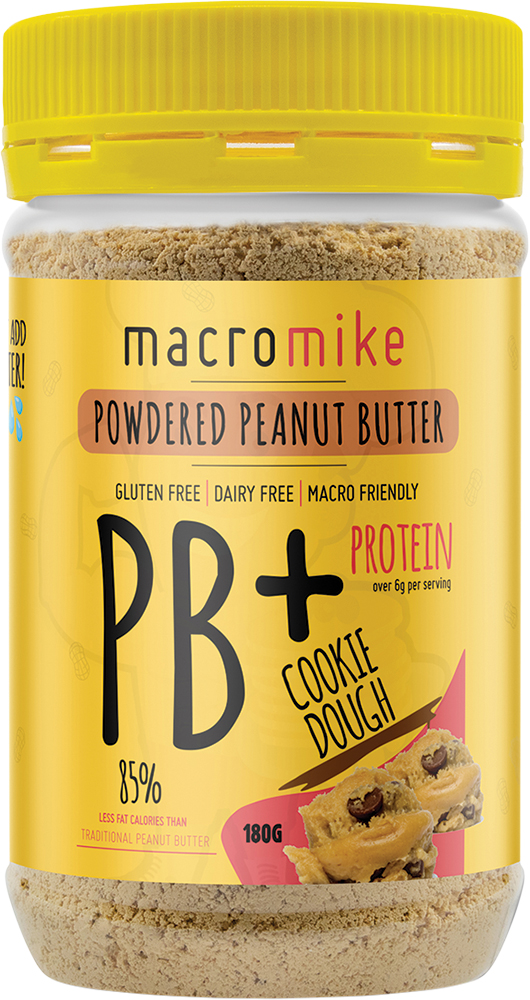 macromike
POWDERED PEANUT BUTTER
GLUTEN FREE | DAIRY FREE | MACRO FRIENDLY
PB+
PROTEIN
over 6g per serving
COOKIE
DOUGH
85%
LESS FAT CALORIES THAN
TRADITIONAL PEANUT BUTTER
180G
ADD